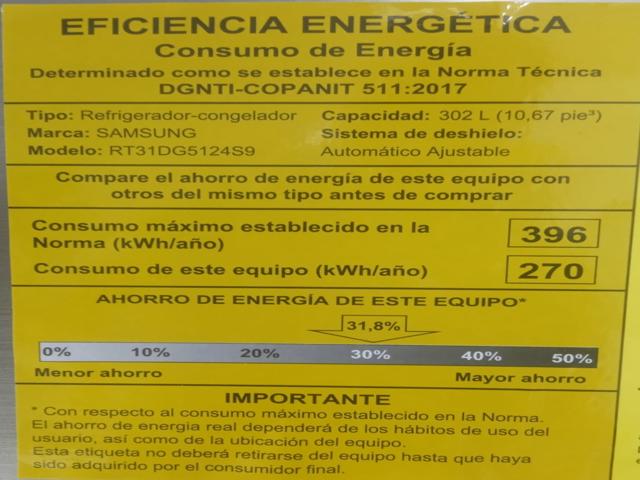 EFICIENCIA ENERGÉTICA
Consumo de Energía
Determinado como se establece en la Norma Técnica
DGNTI-COPANIT 511:2017
Tipo: Refrigerador-congelador
Capacidad: 302 L (10,67 pie³)
Marca: SAMSUNG
Sistema de deshielo:
Modelo: RT31DG5124S9
Automático Ajustable
Compare el ahorro de energía de este equipo con
otros del mismo tipo antes de comprar
Consumo máximo establecido en la
Norma (kWh/año)
396
Consumo de este equipo (kWh/año)
270
AHORRO DE ENERGÍA DE ESTE EQUIPO*
31,8%
0% 10% 20% 30% 40% 50%
Menor ahorro Mayor ahorro
IMPORTANTE
* Con respecto al consumo máximo establecido en la Norma.
El ahorro de energia real dependerá de los hábitos de uso del
usuario, así como de la ubicación del equipo.
Esta etiqueta no deberá retirarse del equipo hasta que haya
sido adquirido por el consumidor final.